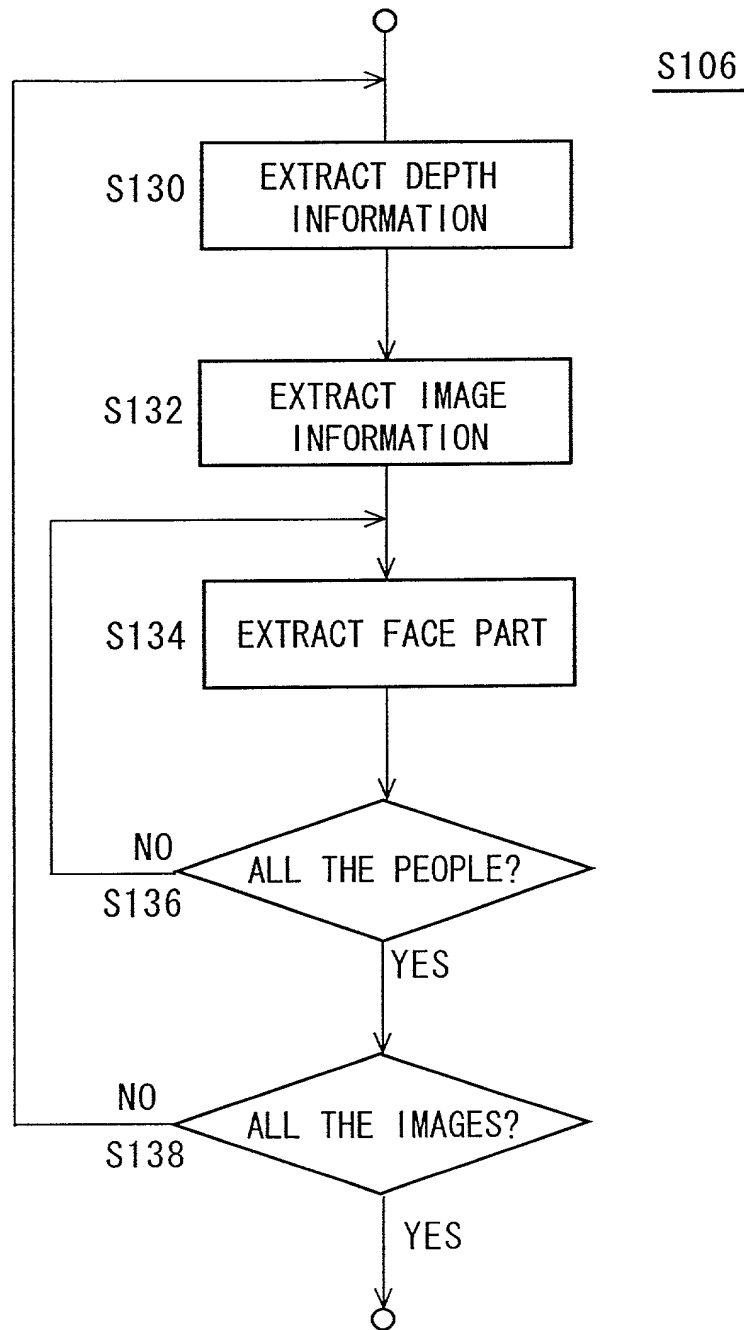 S106
S130
EXTRACT DEPTH
INFORMATION
S132
EXTRACT IMAGE
INFORMATION
S134
EXTRACT FACE PART
NO
S136
ALL THE PEOPLE?
YES
NO
S138
ALL THE IMAGES?
YES